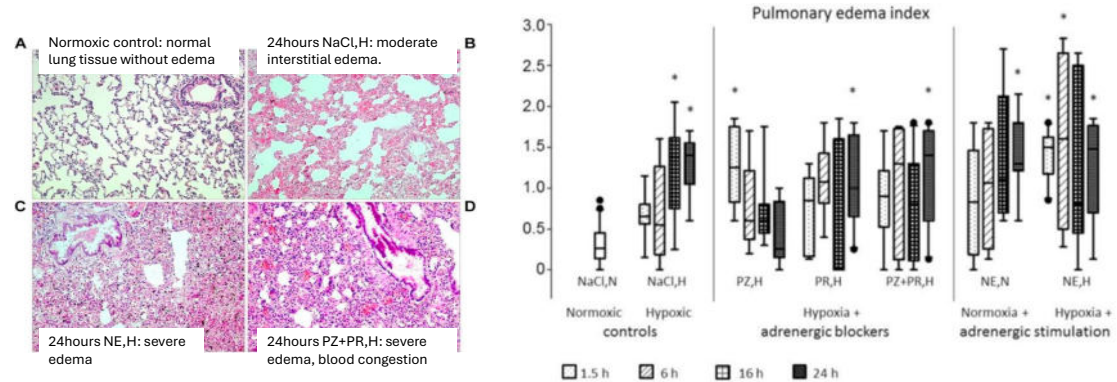 A
Normoxic control: normal
lung tissue without edema
24hours NaCl,H: moderate
interstitial edema.
B
C
24hours NE,H: severe
edema
24hours PZ+PR,H: severe
edema, blood congestion
D
Pulmonary edema index
3.0
2.5
2.0
1.5
1.0
0.5
0
* * * * * * * * * * *
NaCl,N NaCl,H PZ,H PR,H PZ+PR,H NE,N NE,H
Normoxic Hypoxic Hypoxia + Normoxia + Hypoxia +
controls adrenergic blockers adrenergic stimulation
1.5 h 6 h 16 h 24 h